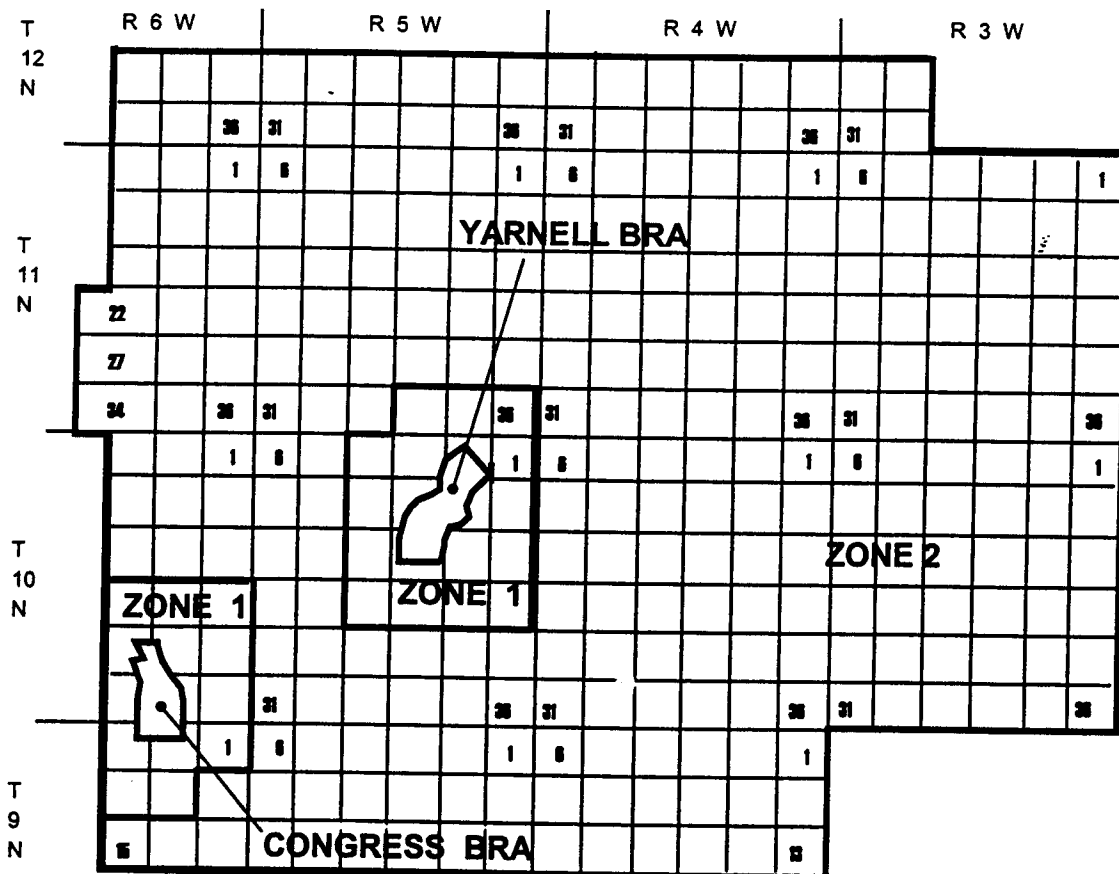 R 6 W R 5 W R 4 W R 3 W
T
12
N
36 31 36 31 36 31
1 6 1 6 1 6 1
YARNELL BRA
T
11
N
22
27
34 36 31 36 31 36 31 36
1 6 1 6 1 6 1
T
10
N
ZONE 2
ZONE 1 ZONE 1
31 36 31 36 31 36
1 6 1 6 1
T
9
N
CONGRESS BRA
15 13